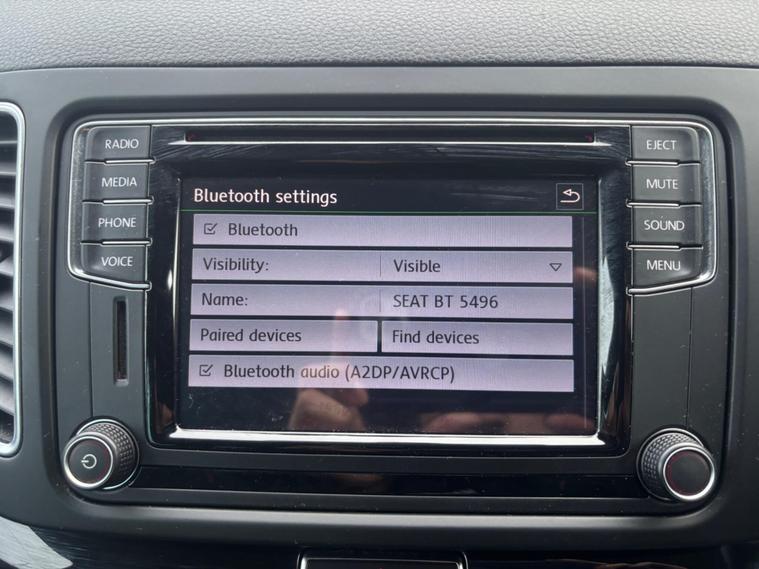 RADIO
MEDIA
PHONE
VOICE
Bluetooth settings
Bluetooth
Visibility: Visible
Name: SEAT BT 5496
Paired devices Find devices
Bluetooth audio (A2DP/AVRCP)
EJECT
MUTE
SOUND
MENU